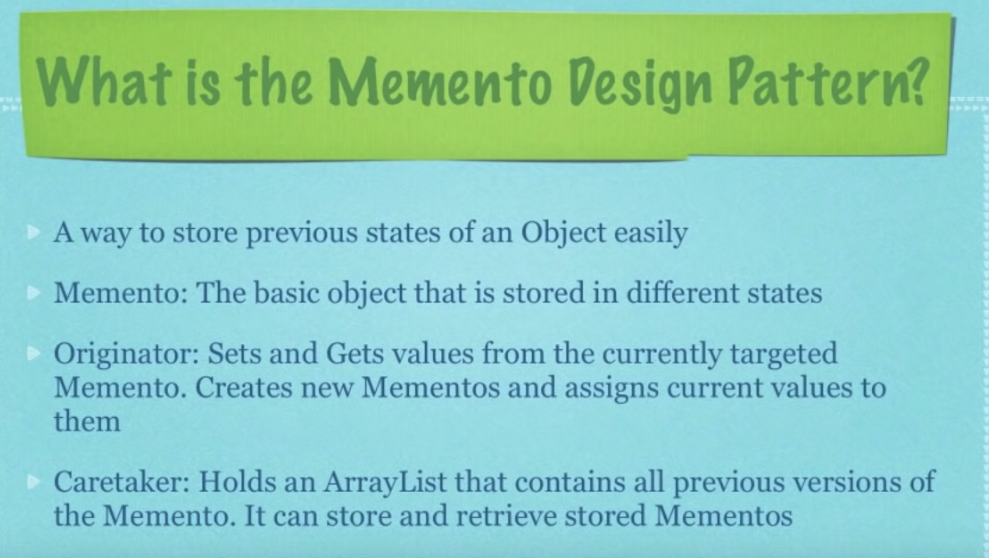 What is the Memento Design Pattern?
A way to store previous states of an Object easily
Memento: The basic object that is stored in different states
Originator: Sets and Gets values from the currently targeted
Memento. Creates new Mementos and assigns current values to
them
Caretaker: Holds an ArrayList that contains all previous versions of
the Memento. It can store and retrieve stored Mementos